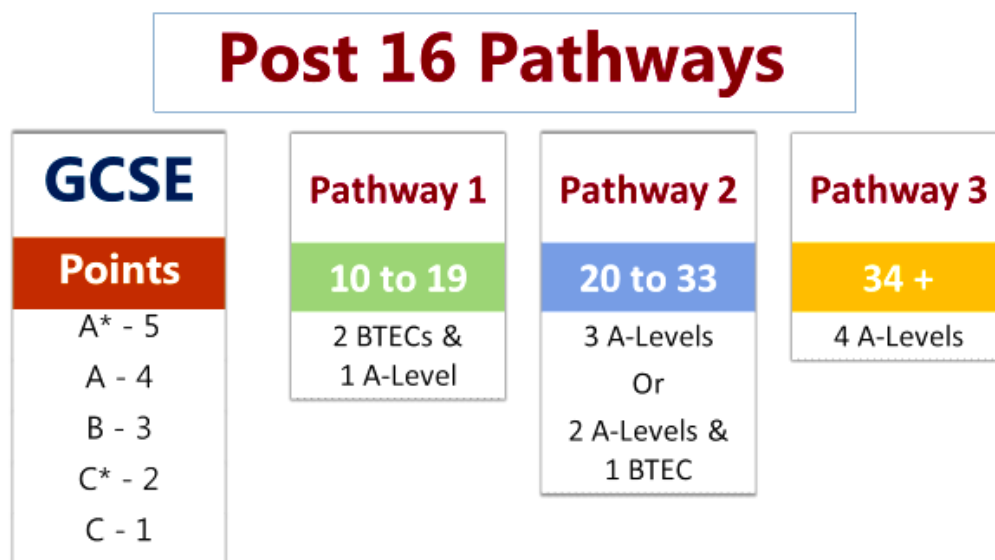 Post 16 Pathways
GCSE
Points
A* - 5
A - 4
B - 3
C* - 2
C - 1
Pathway 1
10 to 19
2 BTECs &
1 A-Level
Pathway 2
20 to 33
3 A-Levels
Or
2 A-Levels &
1 BTEC
Pathway 3
34 +
4 A-Levels